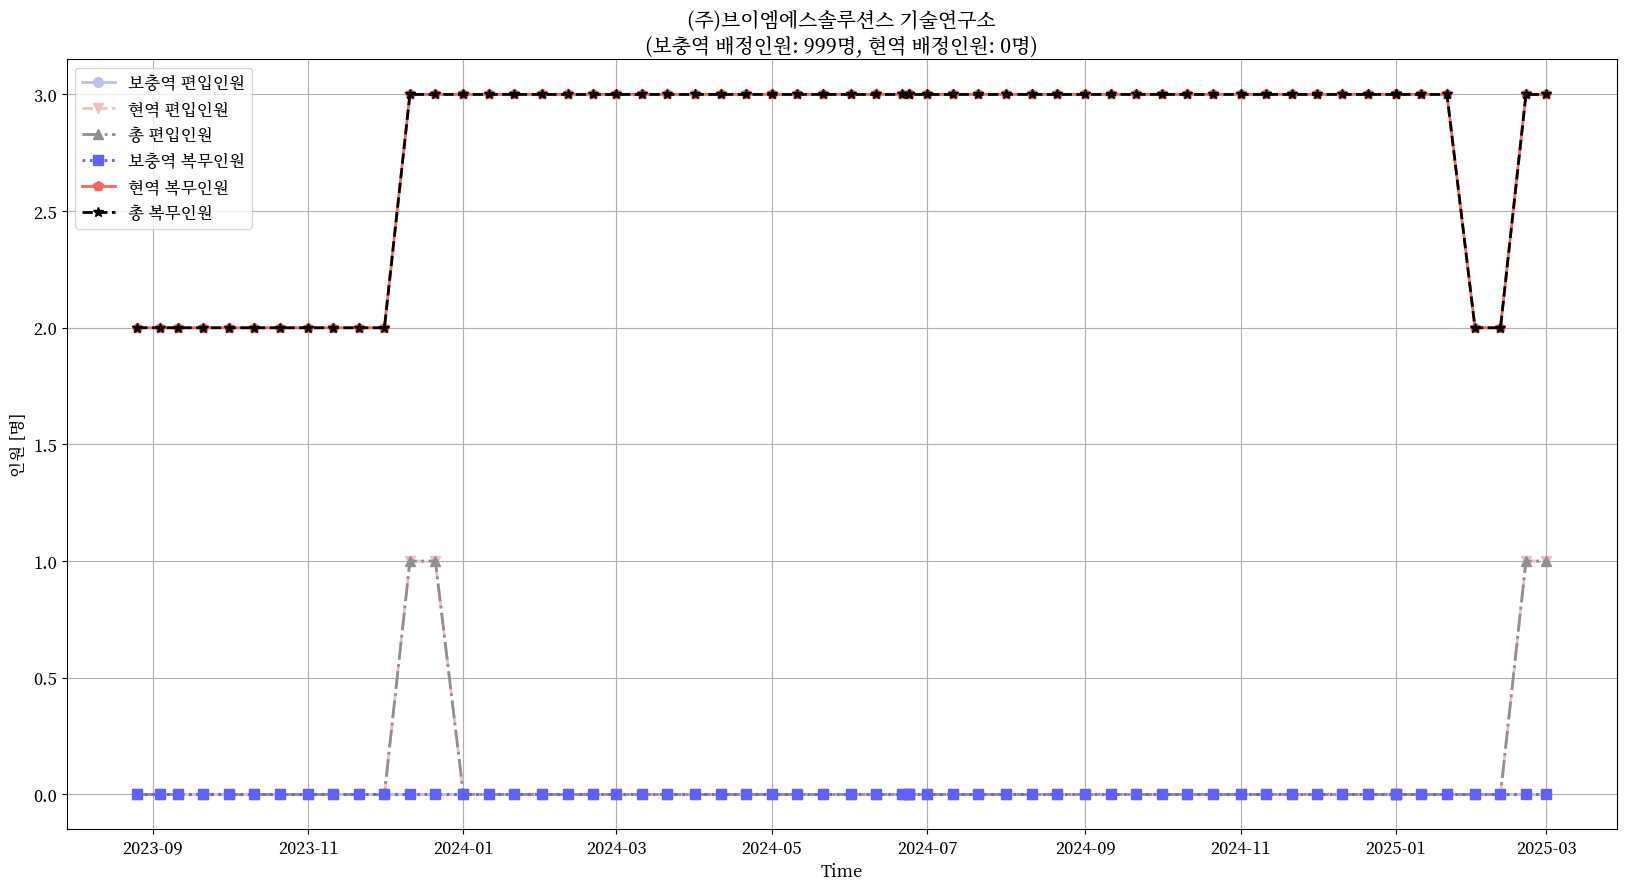 (주)브이엠에스솔루션스 기술연구소
(보충역 배정인원: 999명, 현역 배정인원: 0명)
보충역 편입인원
현역 편입인원
총 편입인원
보충역 복무인원
현역 복무인원
총 복무인원
인원 [명]
3.0
2.5
2.0
1.5
1.0
0.5
0.0
2023-09
2023-11
2024-01
2024-03
2024-05
2024-07
2024-09
2024-11
2025-01
2025-03
Time